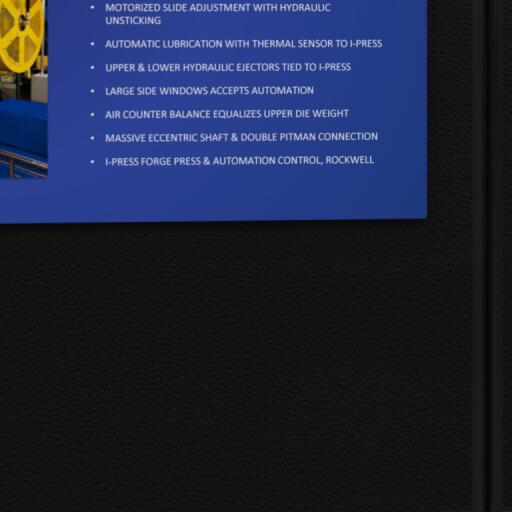 • MOTORIZED SLIDE ADJUSTMENT WITH HYDRAULIC
UNSTICKING
• AUTOMATIC LUBRICATION WITH THERMAL SENSOR TO I-PRESS
• UPPER & LOWER HYDRAULIC EJECTORS TIED TO I-PRESS
• LARGE SIDE WINDOWS ACCEPTS AUTOMATION
• AIR COUNTER BALANCE EQUALIZES UPPER DIE WEIGHT
• MASSIVE ECCENTRIC SHAFT & DOUBLE PITMAN CONNECTION
• I-PRESS FORGE PRESS & AUTOMATION CONTROL, ROCKWELL